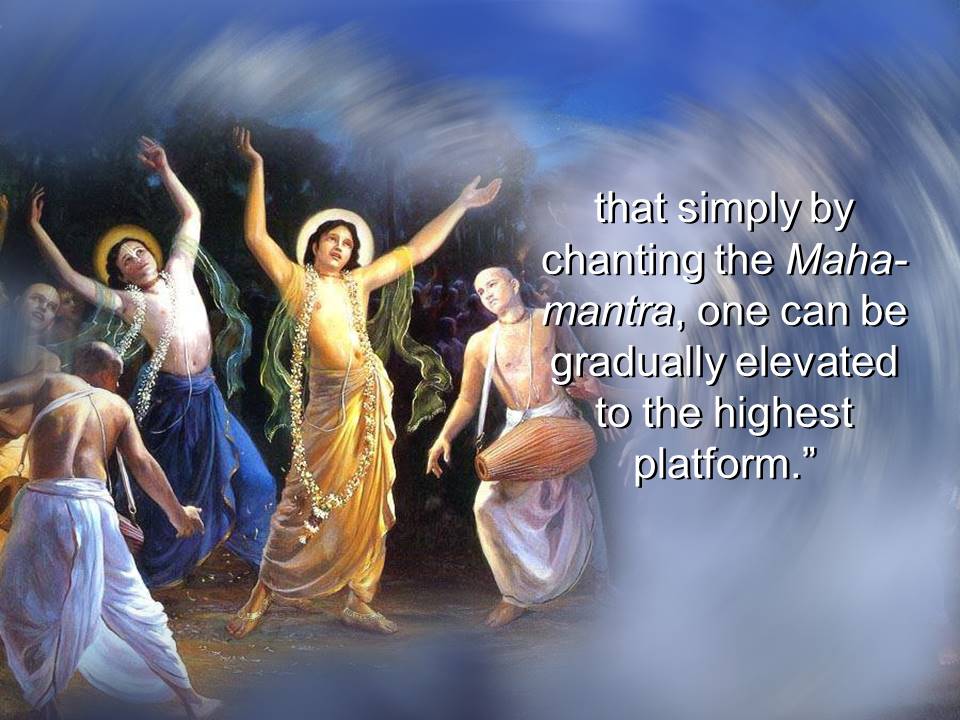 that simply by
chanting the Maha-
mantra, one can be
gradually elevated
to the highest
platform.”